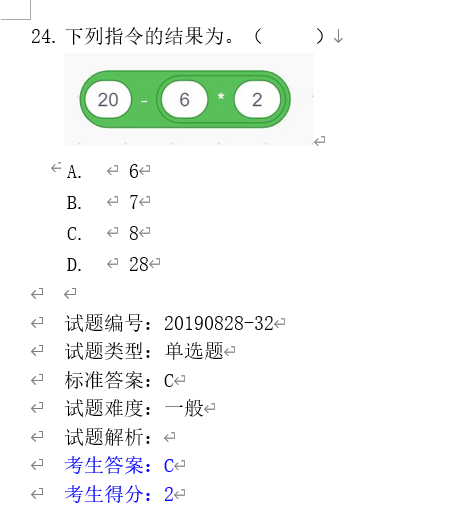 24. 下列指令的结果为。（　　）↓
20 - 6 * 2
A. 6
B. 7
C. 8
D. 28
试题编号：20190828-32
试题类型：单选题
标准答案：C
试题难度：一般
试题解析：
考生答案：C
考生得分：2